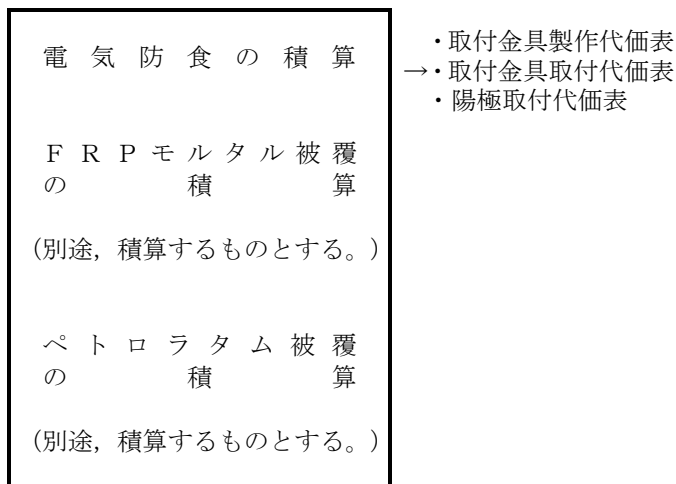 電気防食の積算
・取付金具製作代価表
→・取付金具取付代価表
・陽極取付代価表
FRPモルタル被覆
の積算
(別途，積算するものとする。)
ペトロラタム被覆
の積算
(別途，積算するものとする。)